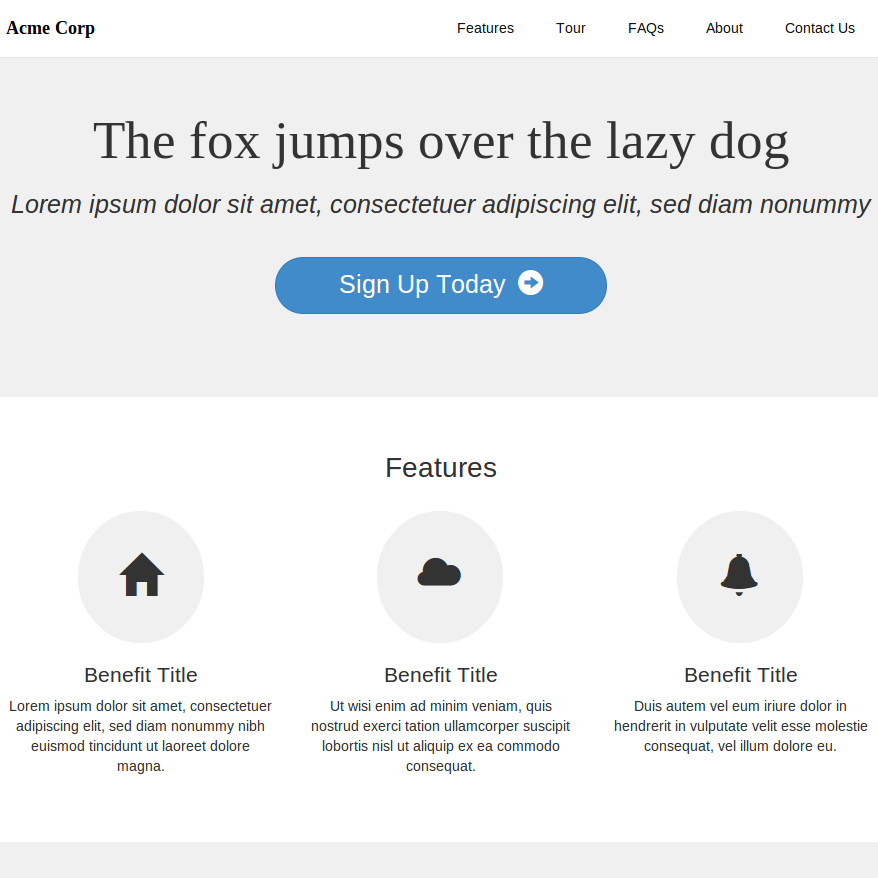 Acme Corp
Features Tour FAQs About Contact Us
The fox jumps over the lazy dog
Lorem ipsum dolor sit amet, consectetuer adipiscing elit, sed diam nonummy
Sign Up Today
Features
Benefit Title
Lorem ipsum dolor sit amet, consectetuer
adipiscing elit, sed diam nonummy nibh
euismod tincidunt ut laoreet dolore
magna.
Benefit Title
Ut wisi enim ad minim veniam, quis
nostrud exerci tation ullamcorper suscipit
lobortis nisl ut aliquip ex ea commodo
consequat.
Benefit Title
Duis autem vel eum iriure dolor in
hendrerit in vulputate velit esse molestie
consequat, vel illum dolore eu.